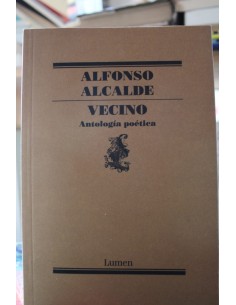 ALFONSO
ALCALDE
VECINO
Antología poética
Lumen